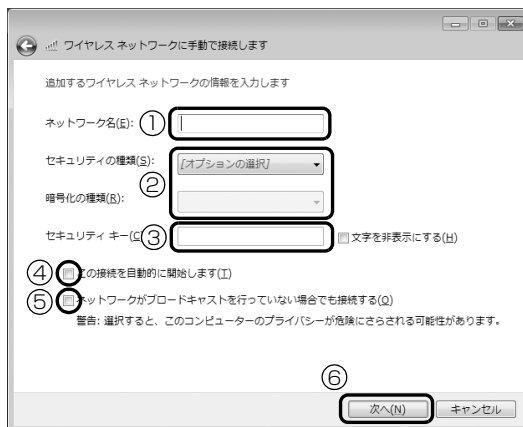 ワイヤレス ネットワークに手動で接続します
追加するワイヤレス ネットワークの情報を入力します
ネットワーク名(E): ①
セキュリティの種類(S): [オプションの選択]
②
暗号化の種類(R):
セキュリティ キー(C ③ 文字を非表示にする(H)
④ この接続を自動的に開始します(T)
⑤ ネットワークがブロードキャストを行っていない場合でも接続する(O)
警告: 選択すると、このコンピューターのプライバシーが危険にさらされる可能性があります。
⑥
次へ(N) キャンセル